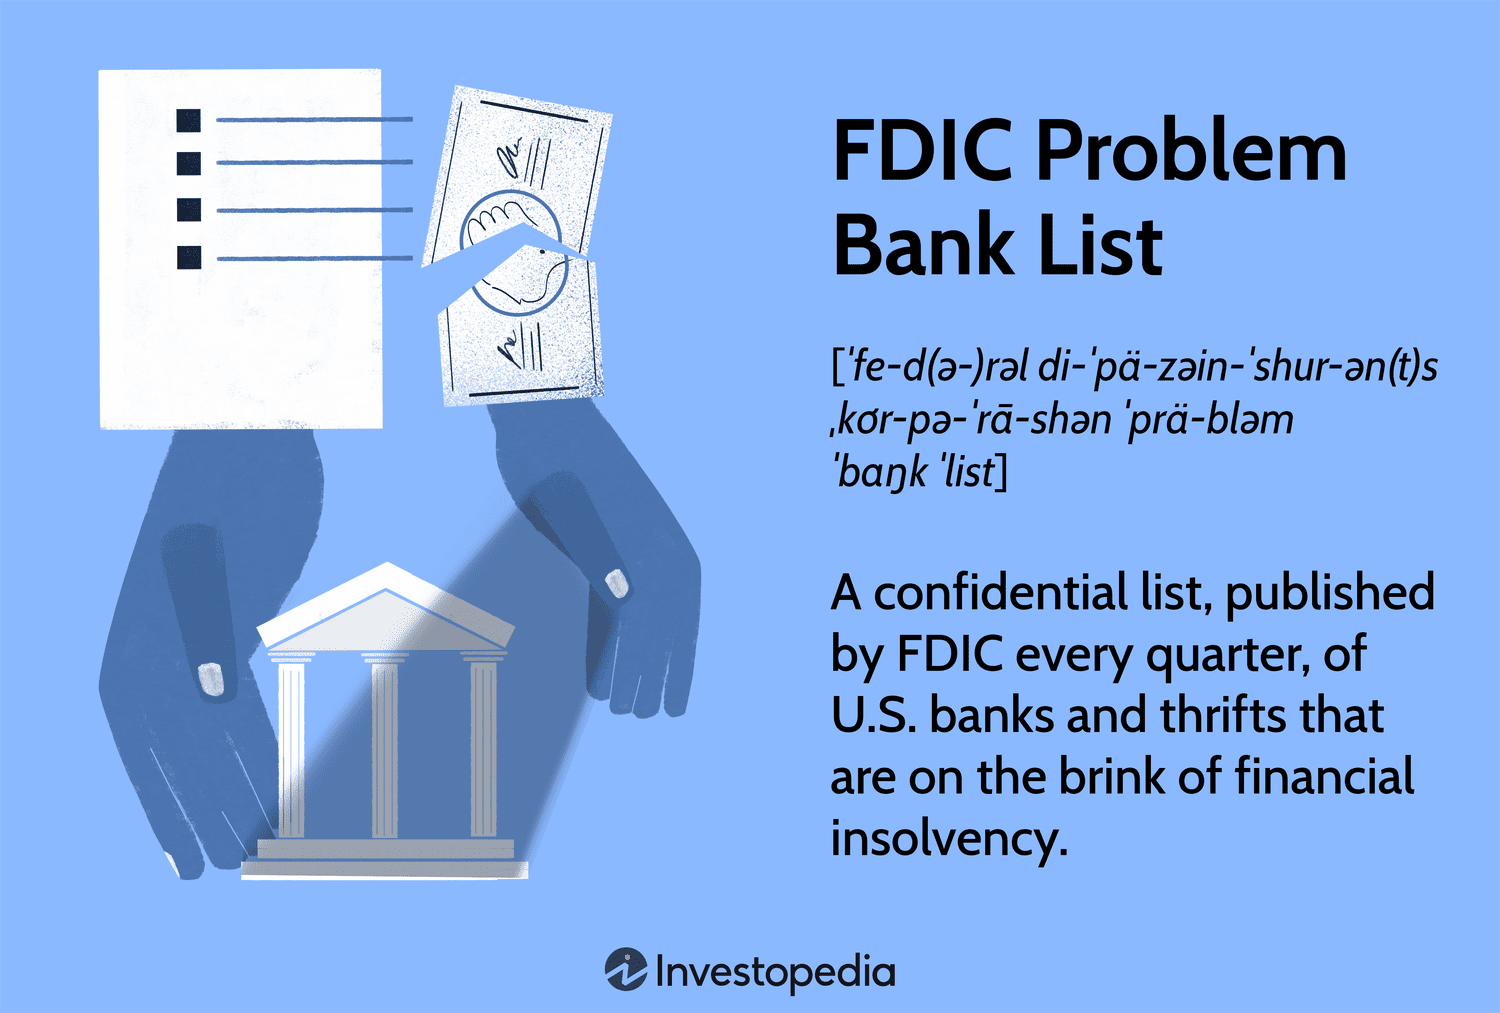 FDIC Problem
Bank List
[ˈfe-d(ə-)rəl di-ˈpä-zəin-ˈshur-ən(t)s
ˌkȯr-pə-ˈrā-shən ˈprä-bləm
ˈbaŋk ˈlist]
A confidential list, published
by FDIC every quarter, of
U.S. banks and thrifts that
are on the brink of financial
insolvency.
Investopedia